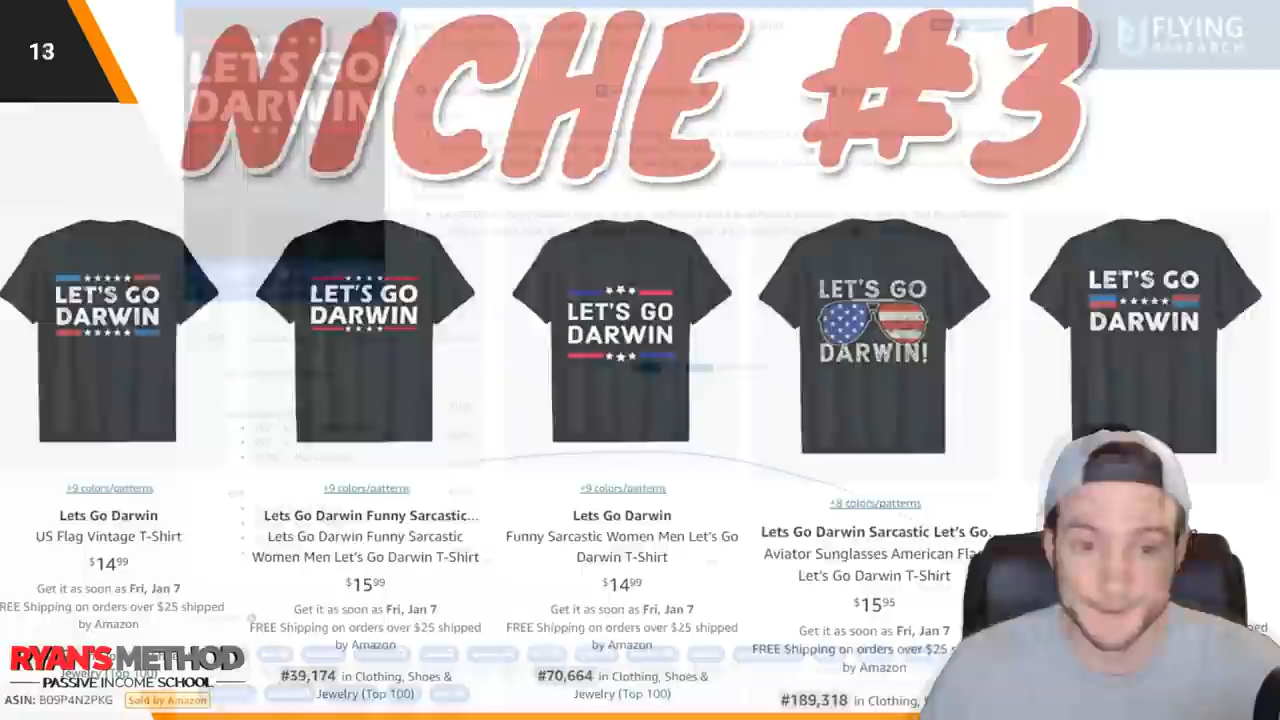 13
NICHE #3
FLYING
RESEARCH
LET'S GO
DARWIN
LET'S GO
DARWIN
LET'S GO
DARWIN
LET'S GO
DARWIN
LET'S GO
DARWIN!
LET'S GO
DARWIN
+9 colors/patterns
Lets Go Darwin
US Flag Vintage T-Shirt
$14.99
Get it as soon as Fri, Jan 7
FREE Shipping on orders over $25 shipped
by Amazon
+9 colors/patterns
Lets Go Darwin Funny Sarcastic...
Lets Go Darwin Funny Sarcastic
Women Men Let's Go Darwin T-Shirt
$15.99
Get it as soon as Fri, Jan 7
FREE Shipping on orders over $25 shipped
by Amazon
#39,174 in Clothing, Shoes &
Jewelry (Top 100)
+9 colors/patterns
Lets Go Darwin
Funny Sarcastic Women Men Let's Go
Darwin T-Shirt
$14.99
Get it as soon as Fri, Jan 7
FREE Shipping on orders over $25 shipped
by Amazon
#70,664 in Clothing, Shoes &
Jewelry (Top 100)
+8 colors/patterns
Lets Go Darwin Sarcastic Let's Go
Aviator Sunglasses American
Let's Go Darwin T-Shirt
$15.95
Get it as soon as Fri, Jan 7
FREE Shipping on orders over $25
by Amazon
#189,318 in Clothing,
RYAN'S METHOD
PASSIVE INCOME SCHOOL
Jewelry (Top 100)
ASIN: B09P4N2PKG Sold by Amazon